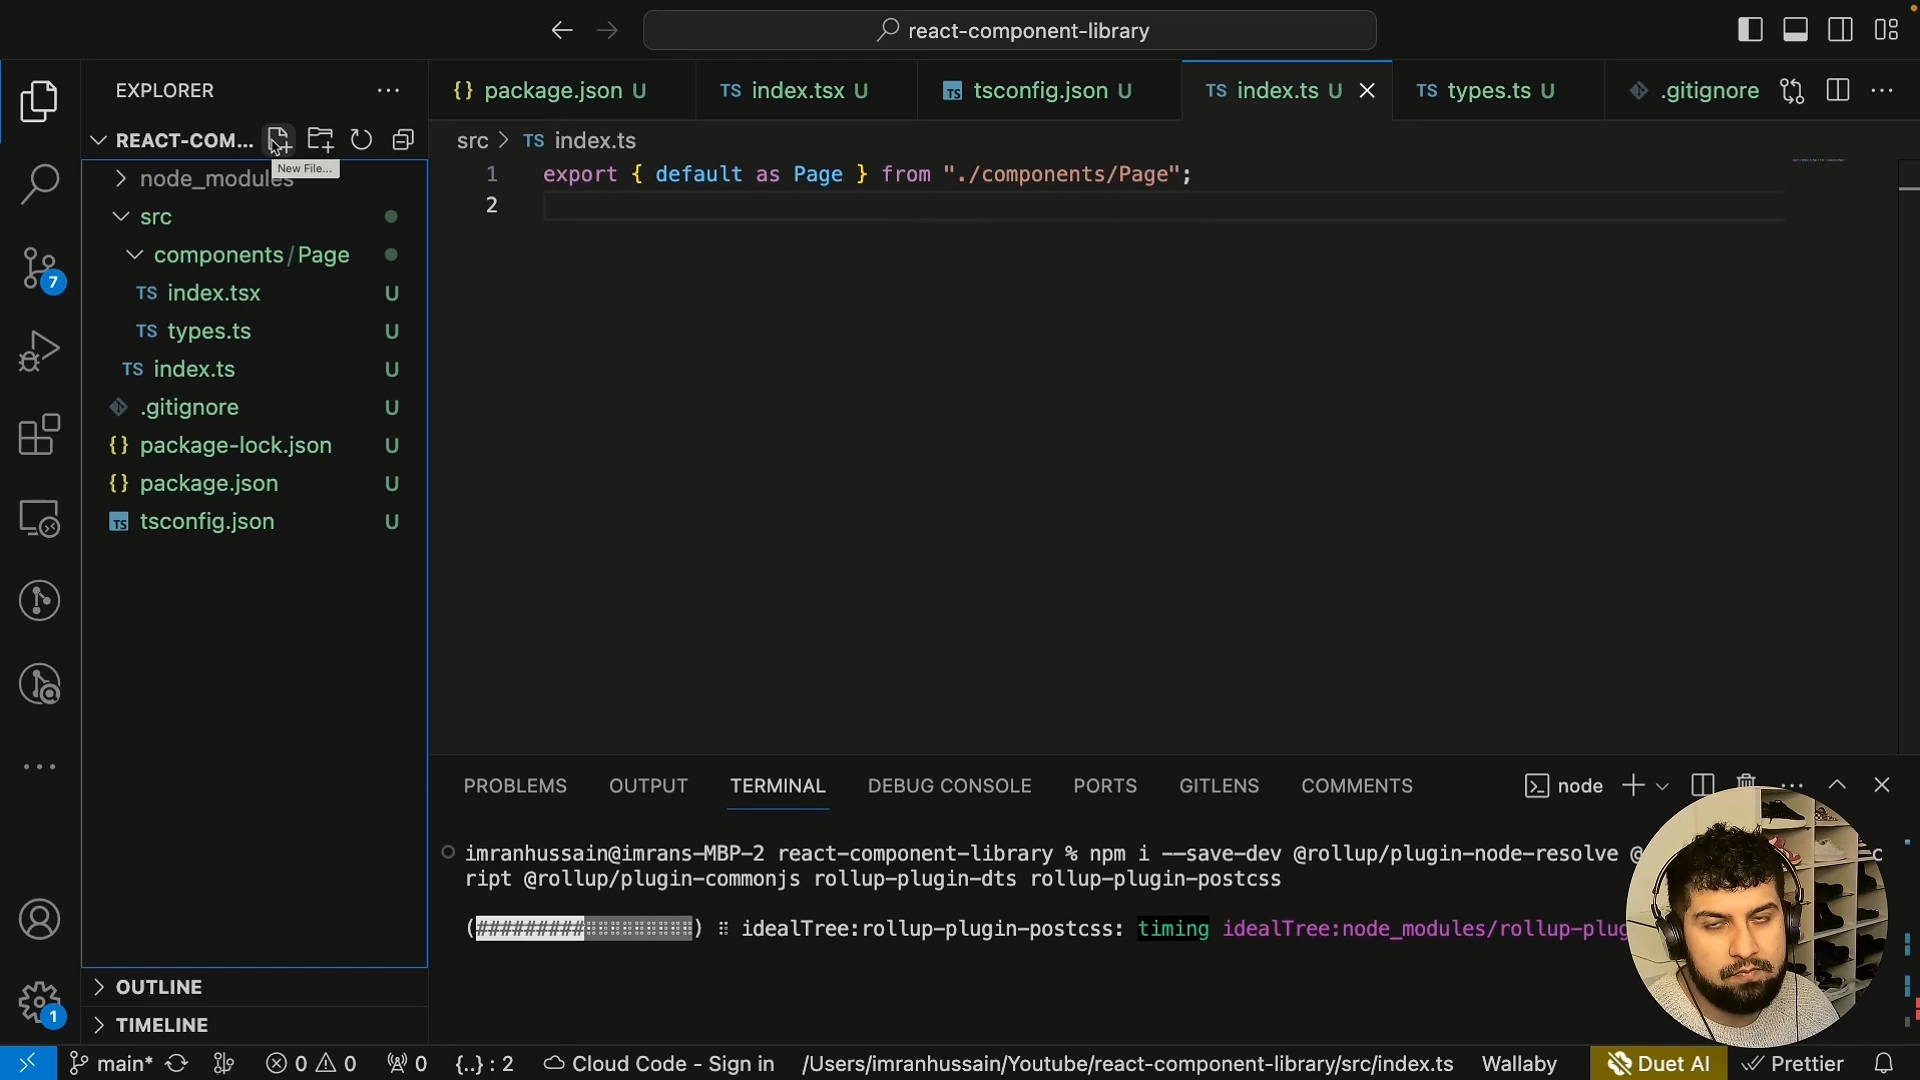 react-component-library
EXPLORER
{} package.json U
TS index.tsx U
TS tsconfig.json U
TS index.ts U
TS types.ts U
.gitignore
REACT-COM...
New File...
src > TS index.ts
node_modules
src
components/Page
TS index.tsx U
TS types.ts U
TS index.ts U
.gitignore U
{} package-lock.json U
{} package.json U
TS tsconfig.json U
7
1 export { default as Page } from "./components/Page";
2
PROBLEMS OUTPUT TERMINAL DEBUG CONSOLE PORTS GITLENS COMMENTS
node
imranhussain@imrans-MBP-2 react-component-library % npm i --save-dev @rollup/plugin-node-resolve @
ript @rollup/plugin-commonjs rollup-plugin-dts rollup-plugin-postcss
(#########⠂⠂⠂⠂⠂⠂⠂⠂⠂) ⠸ idealTree:rollup-plugin-postcss: timing idealTree:node_modules/rollup-plug
OUTLINE
TIMELINE
1
main* 0 0 0 {..} : 2 Cloud Code - Sign in /Users/imranhussain/Youtube/react-component-library/src/index.ts Wallaby Duet AI Prettier